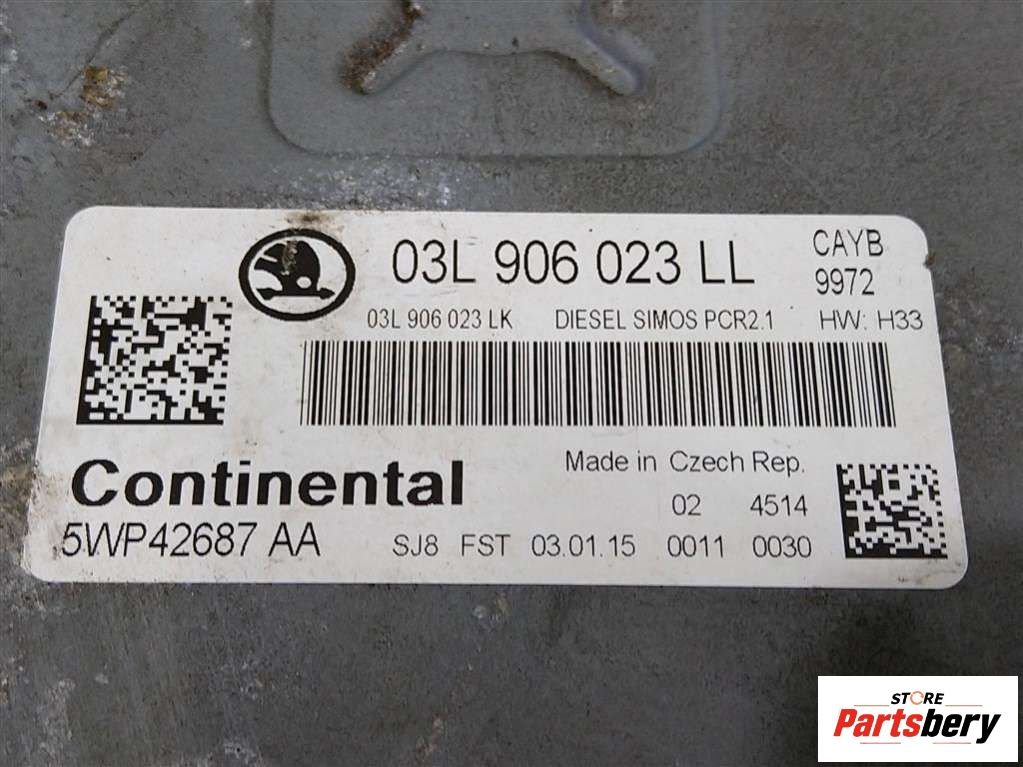 03L 906 023 LL
CAYB
9972
03L 906 023 LK DIESEL SIMOS PCR2.1 HW: H33
Continental
Made in Czech Rep.
02 4514
5WP42687 AA SJ8 FST 03.01.15 0011 0030
STORE
Partsbery